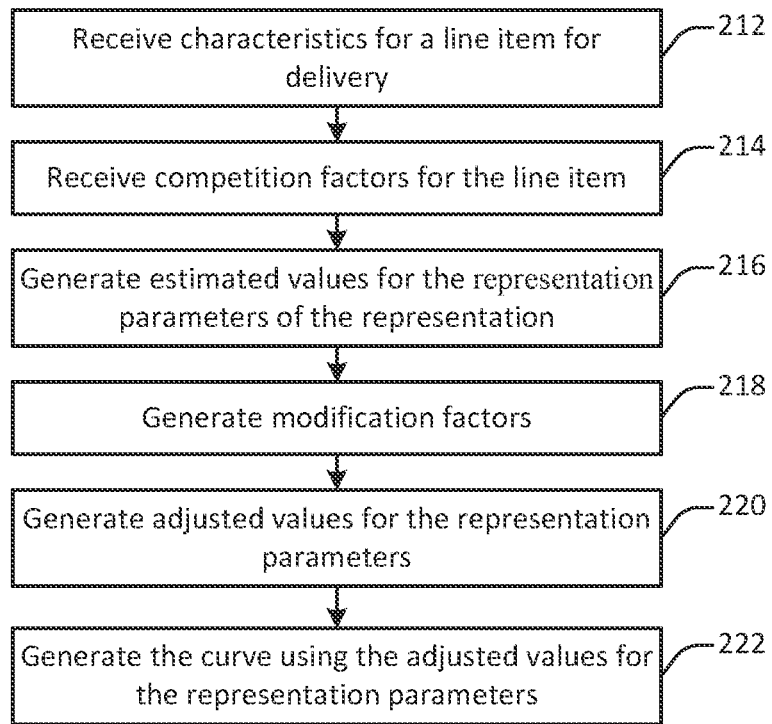 Receive characteristics for a line item for
delivery
212
Receive competition factors for the line item
214
Generate estimated values for the representation
parameters of the representation
216
Generate modification factors
218
Generate adjusted values for the representation
parameters
220
Generate the curve using the adjusted values for
the representation parameters
222